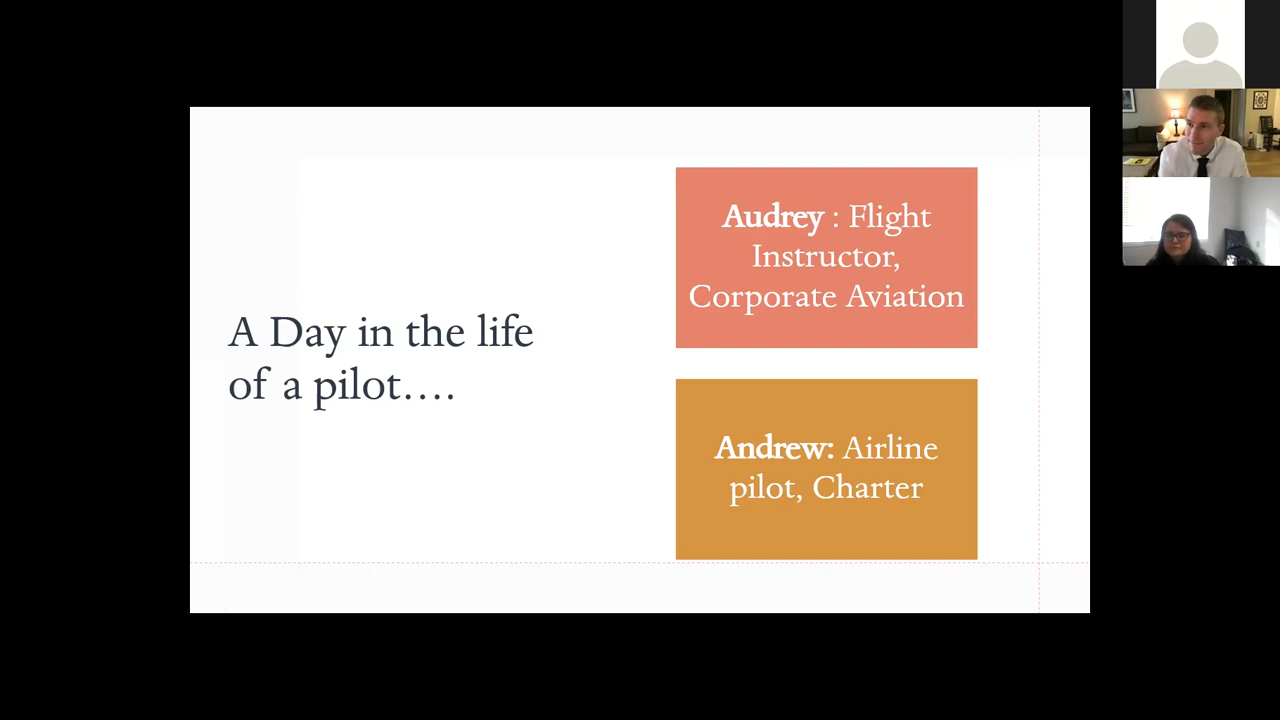 A Day in the life
of a pilot….
Audrey : Flight
Instructor,
Corporate Aviation
Andrew: Airline
pilot, Charter